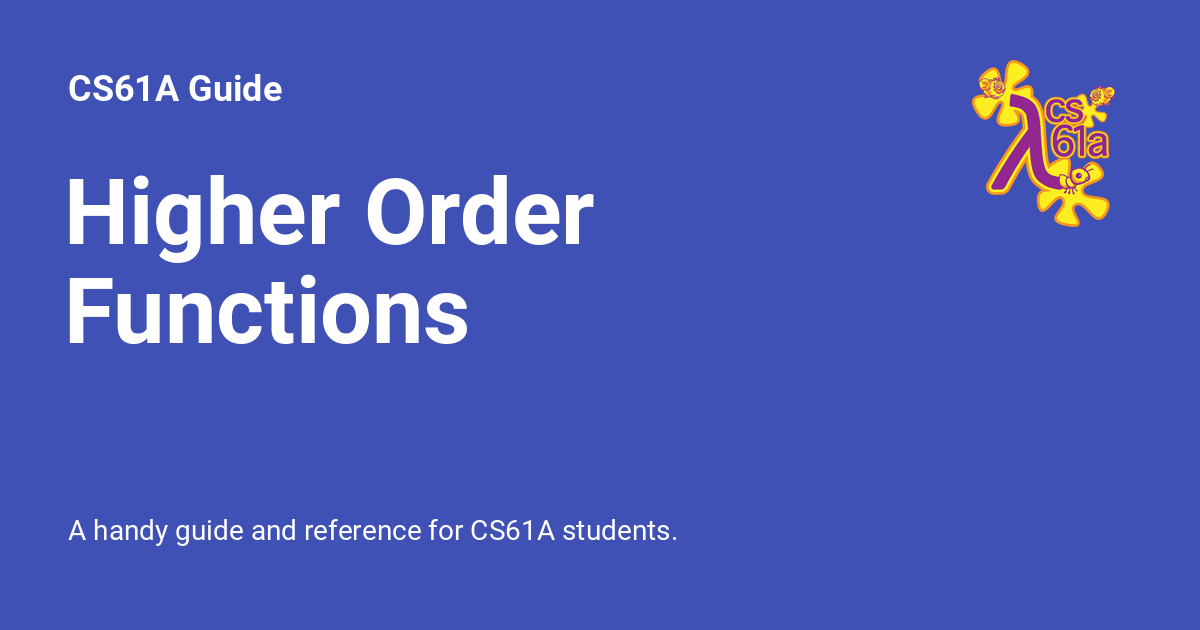 CS61A Guide
λ cs
61a
Higher Order
Functions
A handy guide and reference for CS61A students.